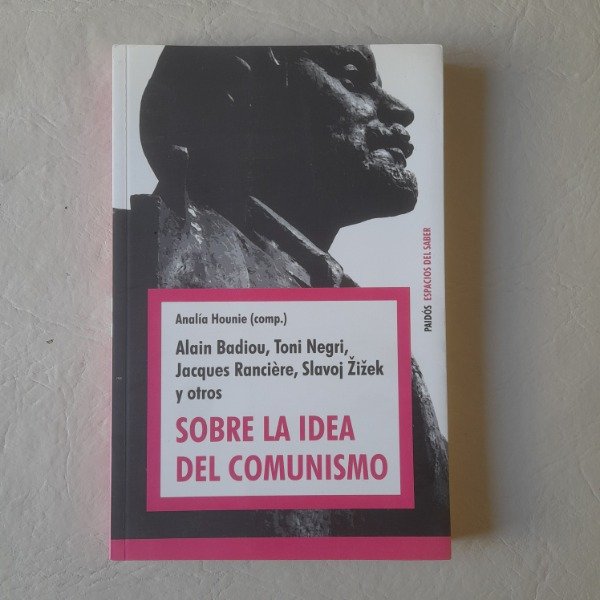 Analía Hounie (comp.)
Alain Badiou, Toni Negri,
Jacques Rancière, Slavoj Žižek
y otros
SOBRE LA IDEA
DEL COMUNISMO
PAIDÓS ESPACIOS DEL SABER